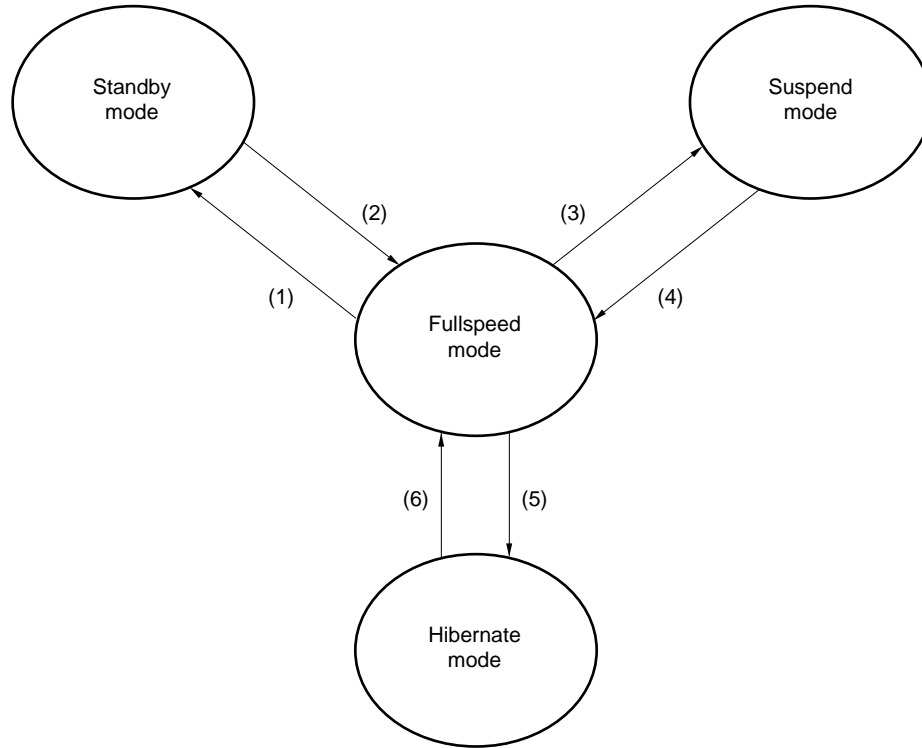 Standby
mode
Suspend
mode
(2)
(3)
(1)
(4)
Fullspeed
mode
(6)
(5)
Hibernate
mode